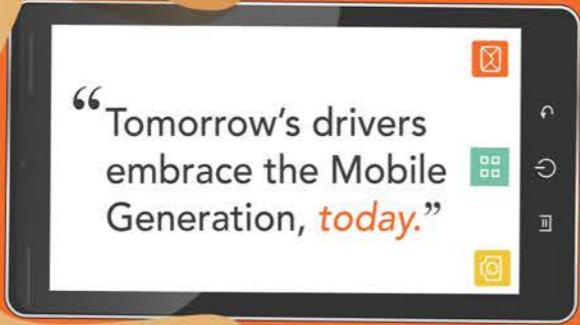 “Tomorrow’s drivers
embrace the Mobile
Generation, today.”